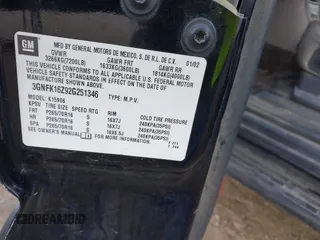 GM
MFD BY GENERAL MOTORS DE MEXICO, S. DE R.L. DE C.V.
01/02
GVWR GAWR FRT GAWR RR
3266KG(7200LB) 1633KG(3600LB) 1814KG(4000LB)
THIS VEHICLE CONFORMS TO ALL APPLICABLE U.S. FEDERAL
MOTOR VEHICLE SAFETY STANDARDS IN EFFECT ON THE DATE
OF MANUFACTURE SHOWN ABOVE.
3GNFK16Z92G251346 TYPE: M.P.V.
MODEL: K15906
TIRE SIZE SPEED RTG RIM COLD TIRE PRESSURE
FRT P265/70R16 S 16X7J 240KPA(35PSI)
RR P265/70R16 S 16X7J 240KPA(35PSI)
SPA P265/70R16 S 16X6.5J 240KPA(35PSI)
SEE OWNER'S MANUAL FOR MORE INFORMATION.
© DREAMBID